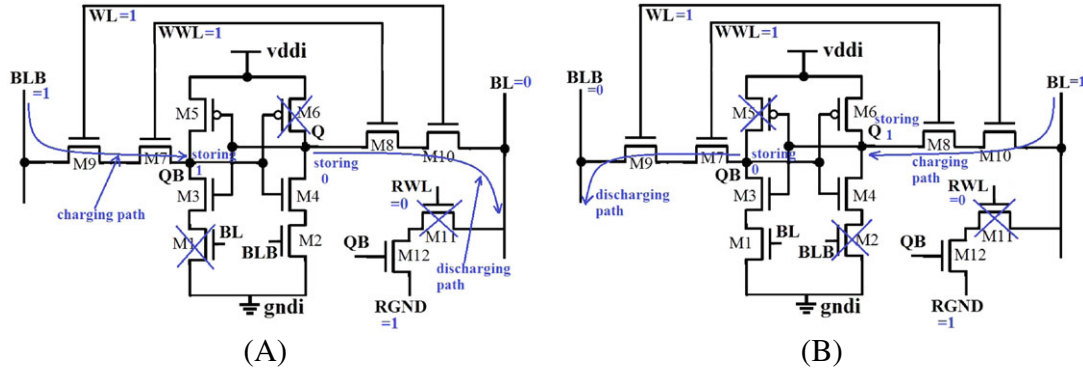 WL=1
WWL=1
vddi
BLB
=1
BL=0
M5
M6
Q
M9
M7
storing
1
QB
storing
0
M8
M10
charging path
M3
M4
RWL
=0
M1
BL
M2
BLB
M11
QB
M12
discharging
path
gndi
RGND
=1
(A)
WL=1
WWL=1
vddi
BLB
=0
BL=1
M5
M6
Q
storing
1
M9
M7
storing
0
QB
M8
M10
charging
path
discharging
path
M3
M4
RWL
=0
M1
BL
M2
BLB
M11
QB
M12
gndi
RGND
=1
(B)